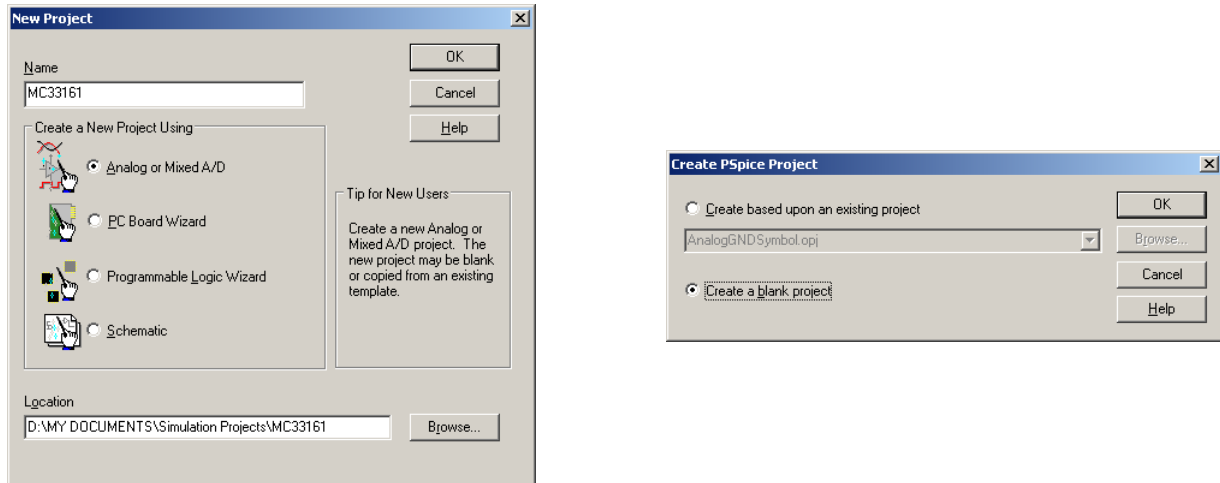 New Project
OK
Name
MC33161
Cancel
Create a New Project Using
Help
Analog or Mixed A/D
PC Board Wizard
Programmable Logic Wizard
Schematic
Tip for New Users
Create a new Analog or
Mixed A/D project. The
new project may be blank
or copied from an existing
template.
Location
D:\MY DOCUMENTS\Simulation Projects\MC33161
Browse...
Create PSpice Project
Create based upon an existing project
OK
AnalogGNDSymbol.opj
Browse...
Create a blank project
Cancel
Help